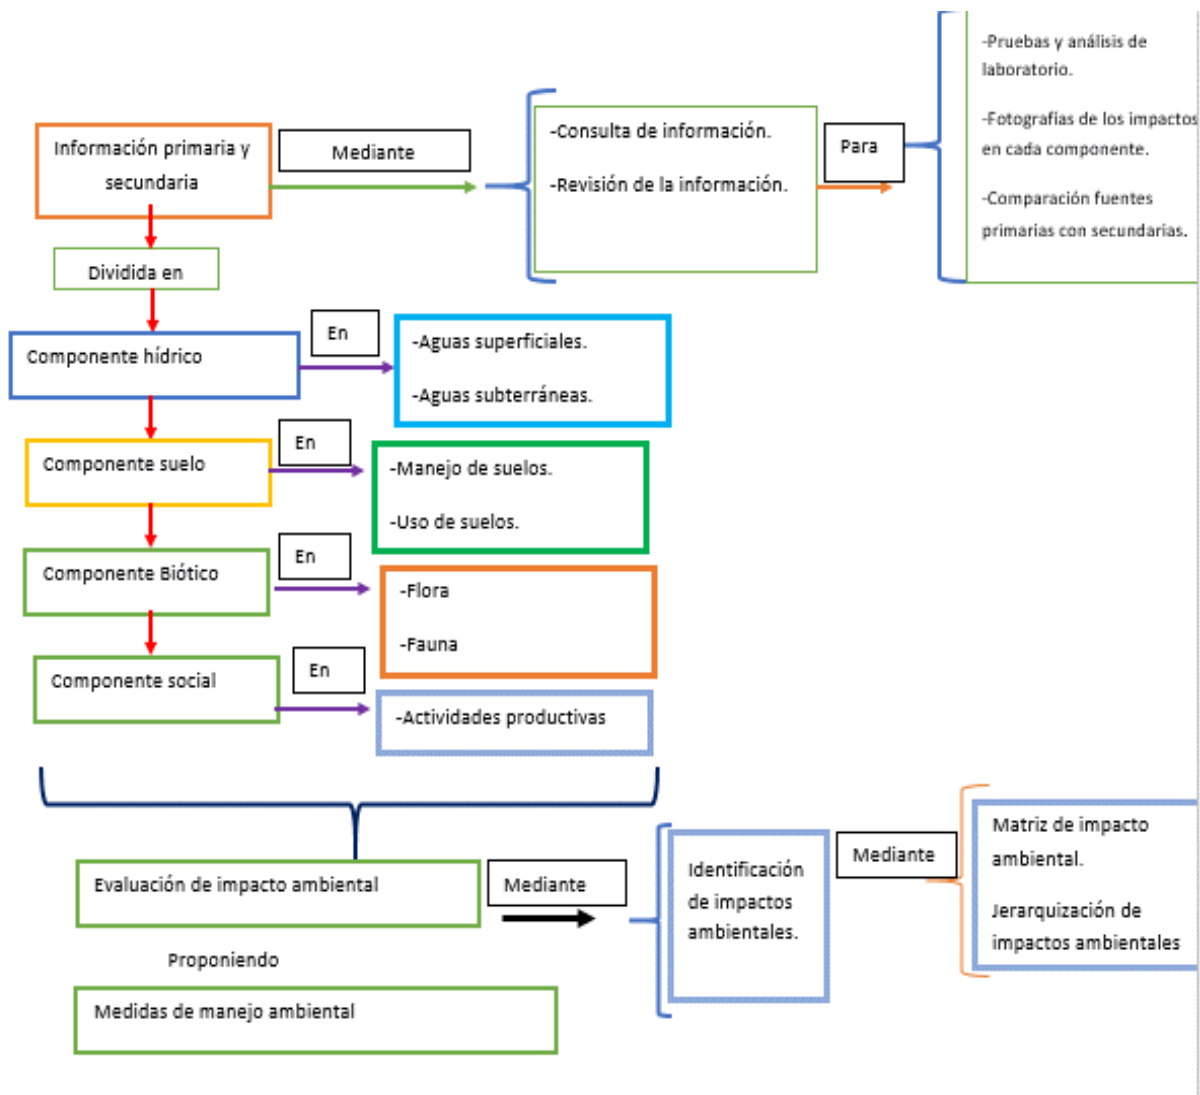 Información primaria y
secundaria
Mediante
-Consulta de información.
-Revisión de la información.
Para
-Pruebas y análisis de
laboratorio.
-Fotografías de los impactos
en cada componente.
-Comparación fuentes
primarias con secundarias.
Dividida en
Componente hídrico
En
-Aguas superficiales.
-Aguas subterráneas.
Componente suelo
En
-Manejo de suelos.
-Uso de suelos.
Componente Biótico
En
-Flora
-Fauna
Componente social
En
-Actividades productivas
Evaluación de impacto ambiental
Mediante
Identificación
de impactos
ambientales.
Mediante
Matriz de impacto
ambiental.
Jerarquización de
impactos ambientales
Proponiendo
Medidas de manejo ambiental